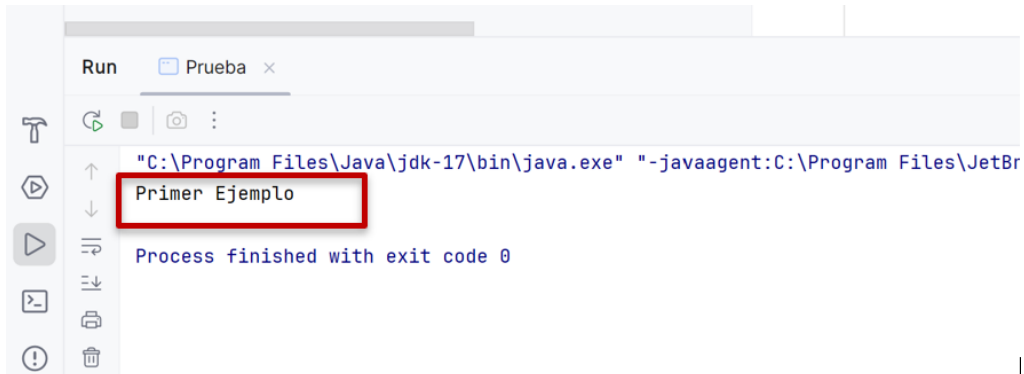 Run Prueba
"C:\Program Files\Java\jdk-17\bin\java.exe" "-javaagent:C:\Program Files\JetBr
Primer Ejemplo
Process finished with exit code 0